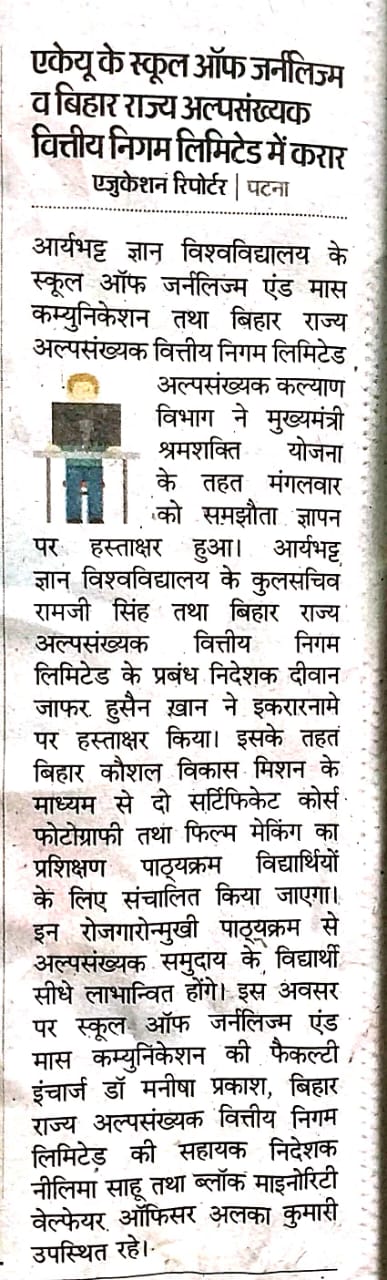 एकेयू के स्कूल ऑफ जर्नलिज्म
व बिहार राज्य अल्पसंख्यक
वित्तीय निगम लिमिटेड में करार
एजुकेशन रिपोर्टर | पटना
आर्यभट्ट ज्ञान विश्वविद्यालय के
स्कूल ऑफ जर्नलिज्म एंड मास
कम्युनिकेशन तथा बिहार राज्य
अल्पसंख्यक वित्तीय निगम लिमिटेड
अल्पसंख्यक कल्याण
विभाग ने मुख्यमंत्री
श्रमशक्ति योजना
के तहत मंगलवार
को समझौता ज्ञापन
पर हस्ताक्षर हुआ। आर्यभट्ट
ज्ञान विश्वविद्यालय के कुलसचिव
रामजी सिंह तथा बिहार राज्य
अल्पसंख्यक वित्तीय निगम
लिमिटेड के प्रबंध निदेशक दीवान
जाफर हुसैन ख़ान ने इकरारनामे
पर हस्ताक्षर किया। इसके तहत
बिहार कौशल विकास मिशन के
माध्यम से दो सर्टिफिकेट कोर्स
फोटोग्राफी तथा फिल्म मेकिंग का
प्रशिक्षण पाठ्यक्रम विद्यार्थियों
के लिए संचालित किया जाएगा।
इन रोजगारोन्मुखी पाठ्यक्रम से
अल्पसंख्यक समुदाय के विद्यार्थी
सीधे लाभान्वित होंगे। इस अवसर
पर स्कूल ऑफ जर्नलिज्म एंड
मास कम्युनिकेशन की फैकल्टी
इंचार्ज डॉ मनीषा प्रकाश, बिहार
राज्य अल्पसंख्यक वित्तीय निगम
लिमिटेड की सहायक निदेशक
नीलिमा साहू तथा ब्लॉक माइनोरिटी
वेल्फेयर ऑफिसर अलका कुमारी
उपस्थित रहे।